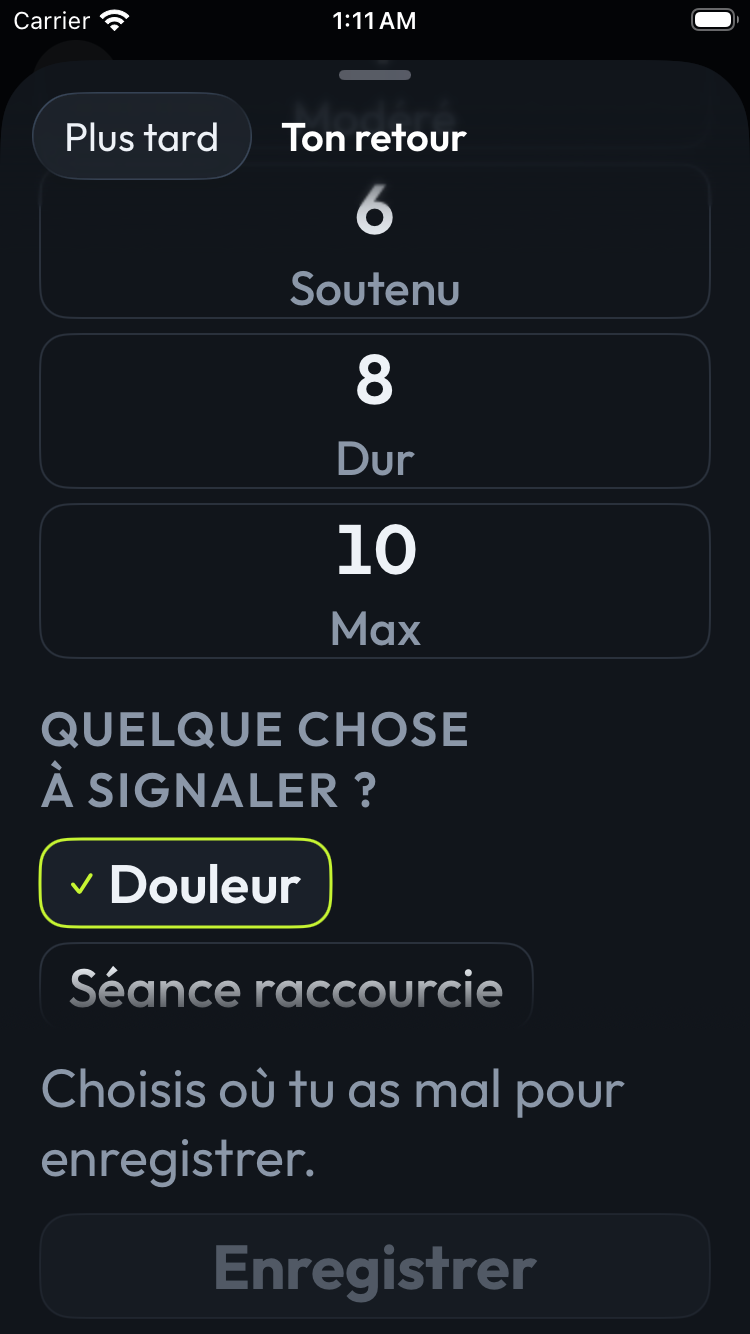 Carrier
1:11 AM
Modéré
Plus tard
Ton retour
6
Soutenu
8
Dur
10
Max
QUELQUE CHOSE
À SIGNALER ?
✓ Douleur
Séance raccourcie
Choisis où tu as mal pour
enregistrer.
Enregistrer